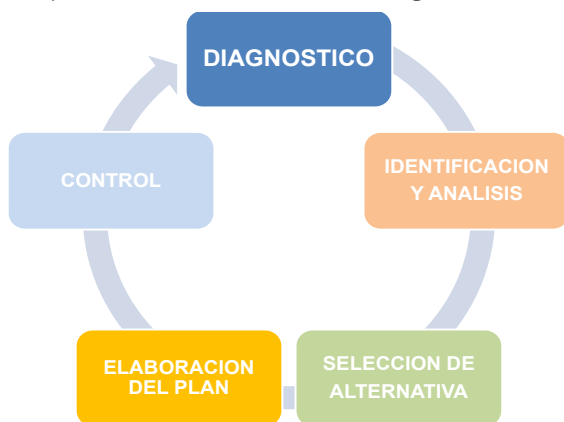 DIAGNOSTICO
IDENTIFICACION
Y ANALISIS
SELECCION DE
ALTERNATIVA
ELABORACION
DEL PLAN
CONTROL